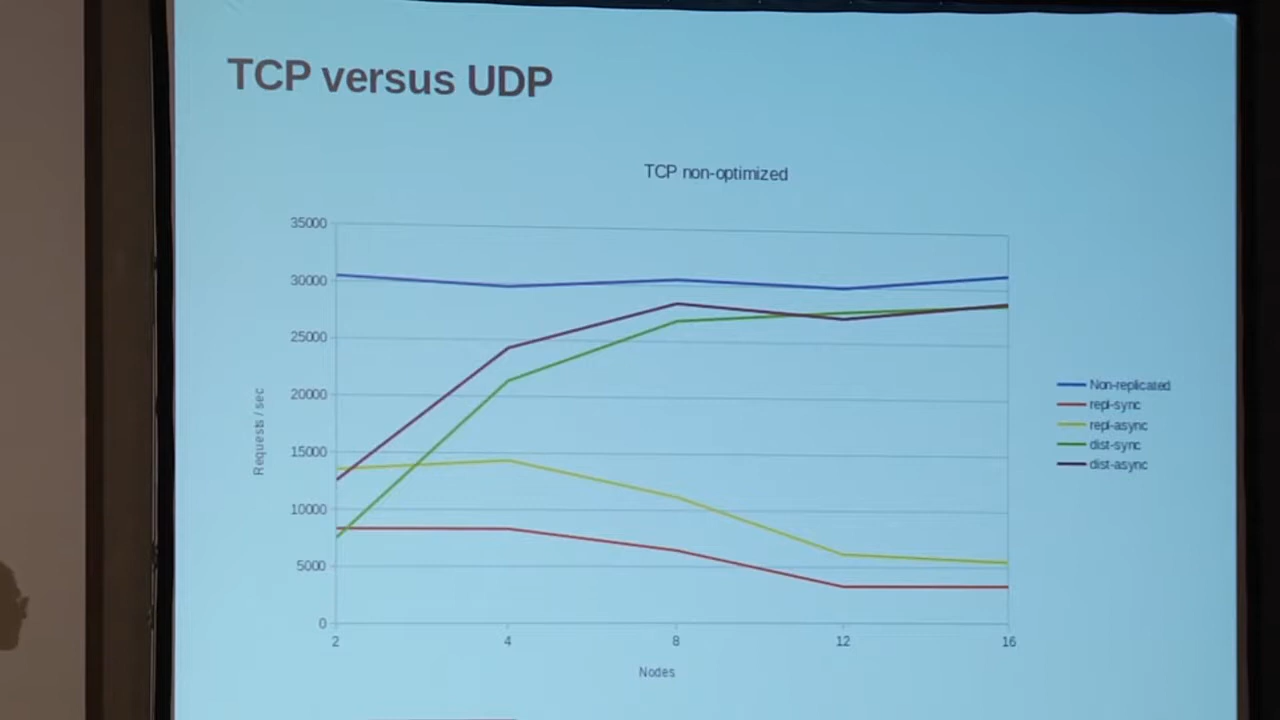 TCP versus UDP
TCP non-optimized
35000
30000
25000
20000
15000
10000
5000
0
Requests / sec
2 4 8 12 16
Nodes
Non-replicated
repl-sync
repl-async
dist-sync
dist-async